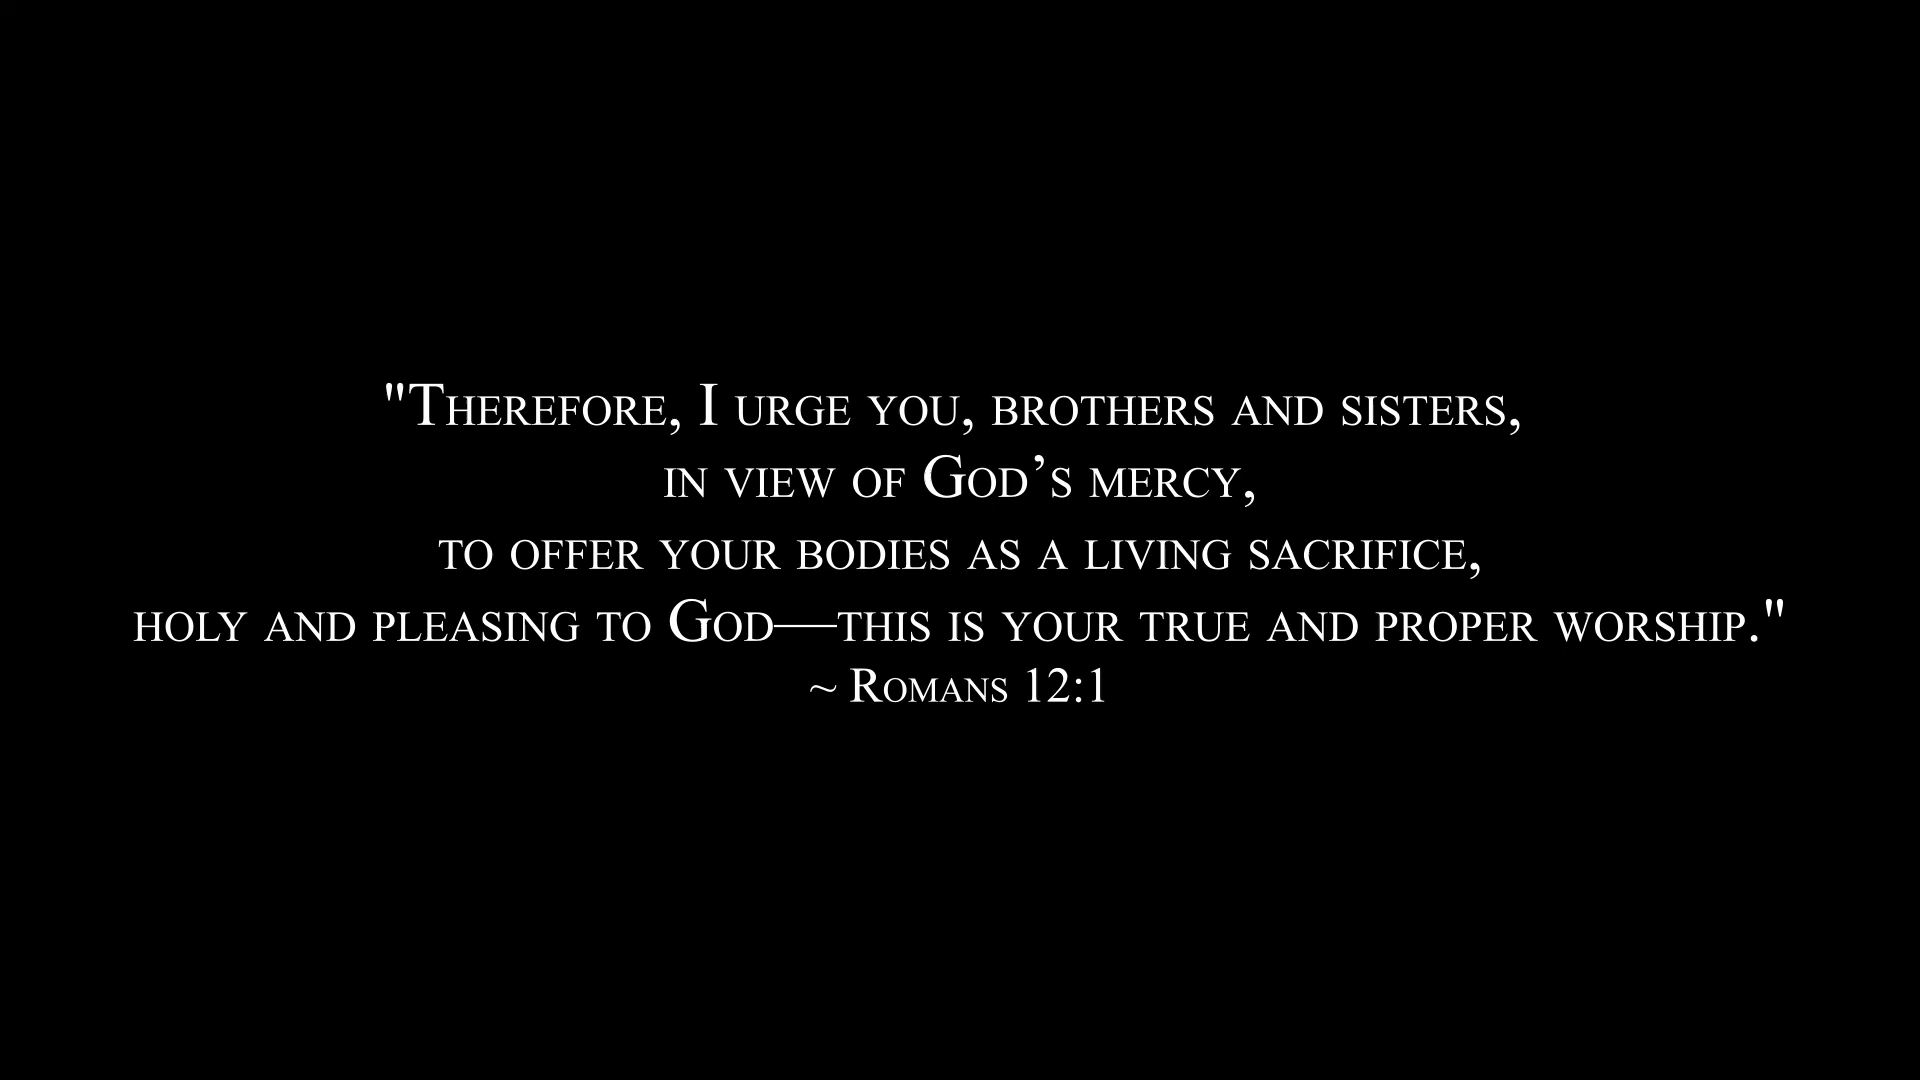 "Therefore, I urge you, brothers and sisters,
in view of God’s mercy,
to offer your bodies as a living sacrifice,
holy and pleasing to God—this is your true and proper worship."
~ Romans 12:1